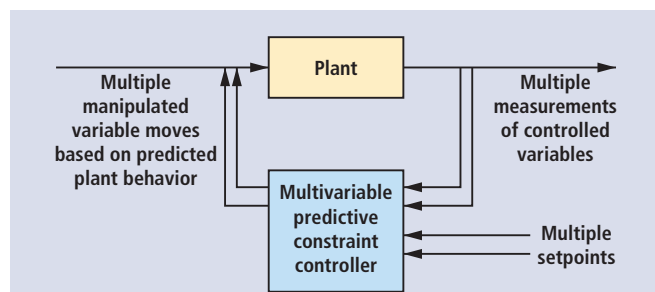 Plant
Multiple
manipulated
variable moves
based on predicted
plant behavior
Multiple
measurements
of controlled
variables
Multivariable
predictive
constraint
controller
Multiple
setpoints